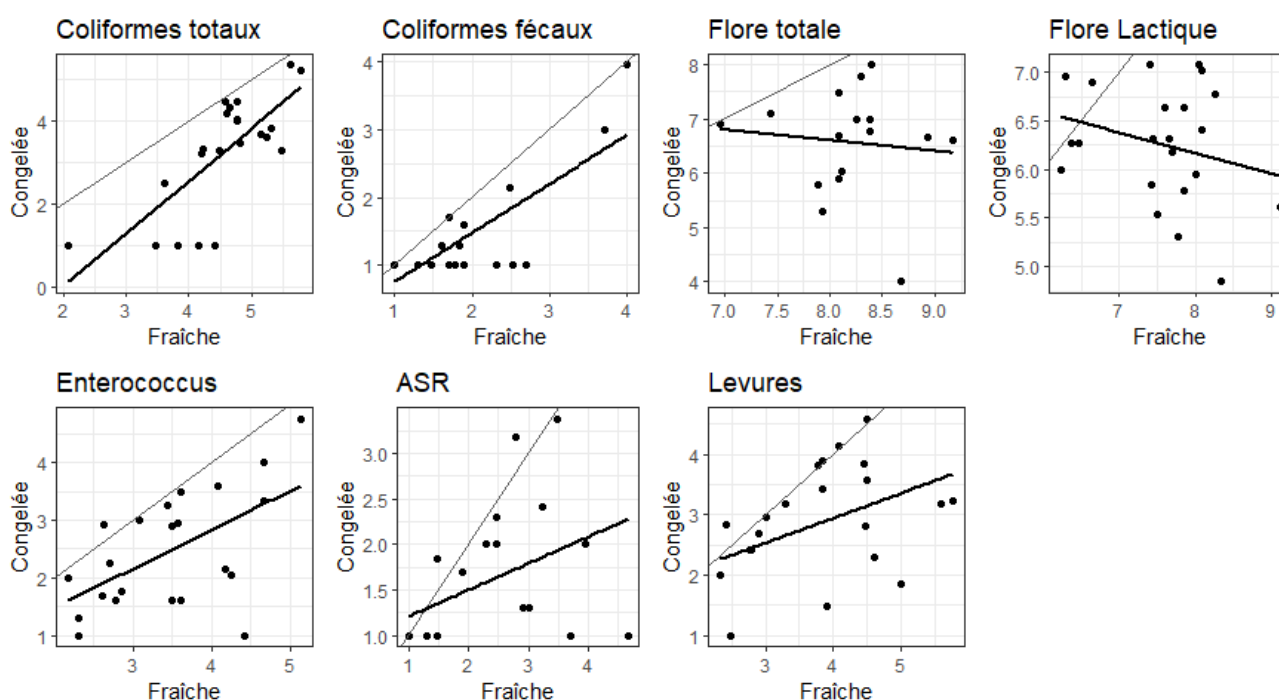 Coliformes totaux
Coliformes fécaux
Flore totale
Flore Lactique
Congelée
4
2
0
2 3 4 5
Fraîche
Congelée
4
3
2
1
1 2 3 4
Fraîche
Congelée
8
7
6
5
4
7.0 7.5 8.0 8.5 9.0
Fraîche
Congelée
7.0
6.5
6.0
5.5
5.0
7 8 9
Fraîche
Enterococcus
ASR
Levures
Congelée
4
3
2
1
3 4 5
Fraîche
Congelée
3.0
2.5
2.0
1.5
1.0
1 2 3 4
Fraîche
Congelée
4
3
2
1
3 4 5
Fraîche